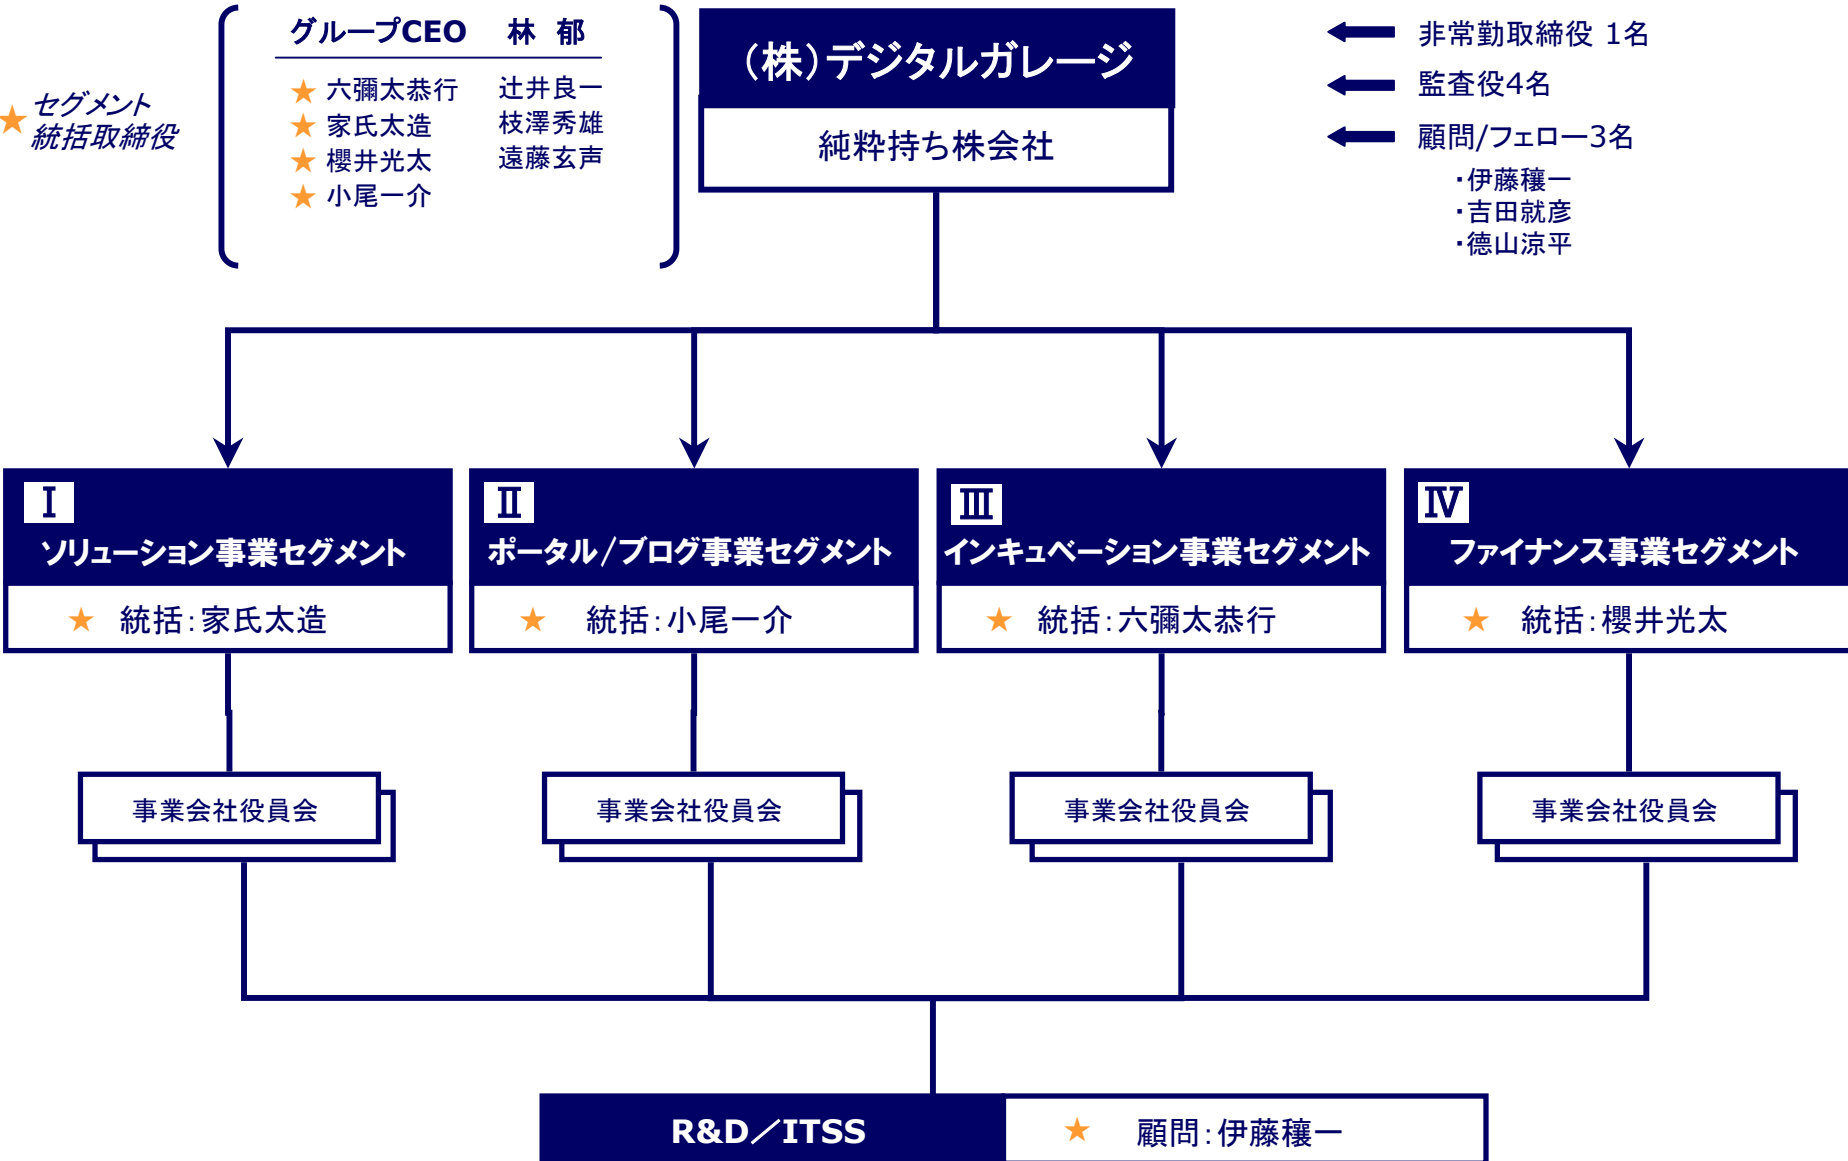 ★セグメント
統括取締役
グループCEO 林 郁
★ 六彌太恭行 辻井良一
★ 家氏太造 枝澤秀雄
★ 櫻井光太 遠藤玄声
★ 小尾一介
(株)デジタルガレージ
純粋持ち株会社
非常勤取締役 1名
監査役4名
顧問/フェロー3名
・伊藤穰一
・吉田就彦
・德山涼平
Ⅰ
ソリューション事業セグメント
★ 統括:家氏太造
Ⅱ
ポータル/ブログ事業セグメント
★ 統括:小尾一介
Ⅲ
インキュベーション事業セグメント
★ 統括:六彌太恭行
Ⅳ
ファイナンス事業セグメント
★ 統括:櫻井光太
事業会社役員会
事業会社役員会
事業会社役員会
事業会社役員会
R&D/ITSS
★ 顧問:伊藤穰一